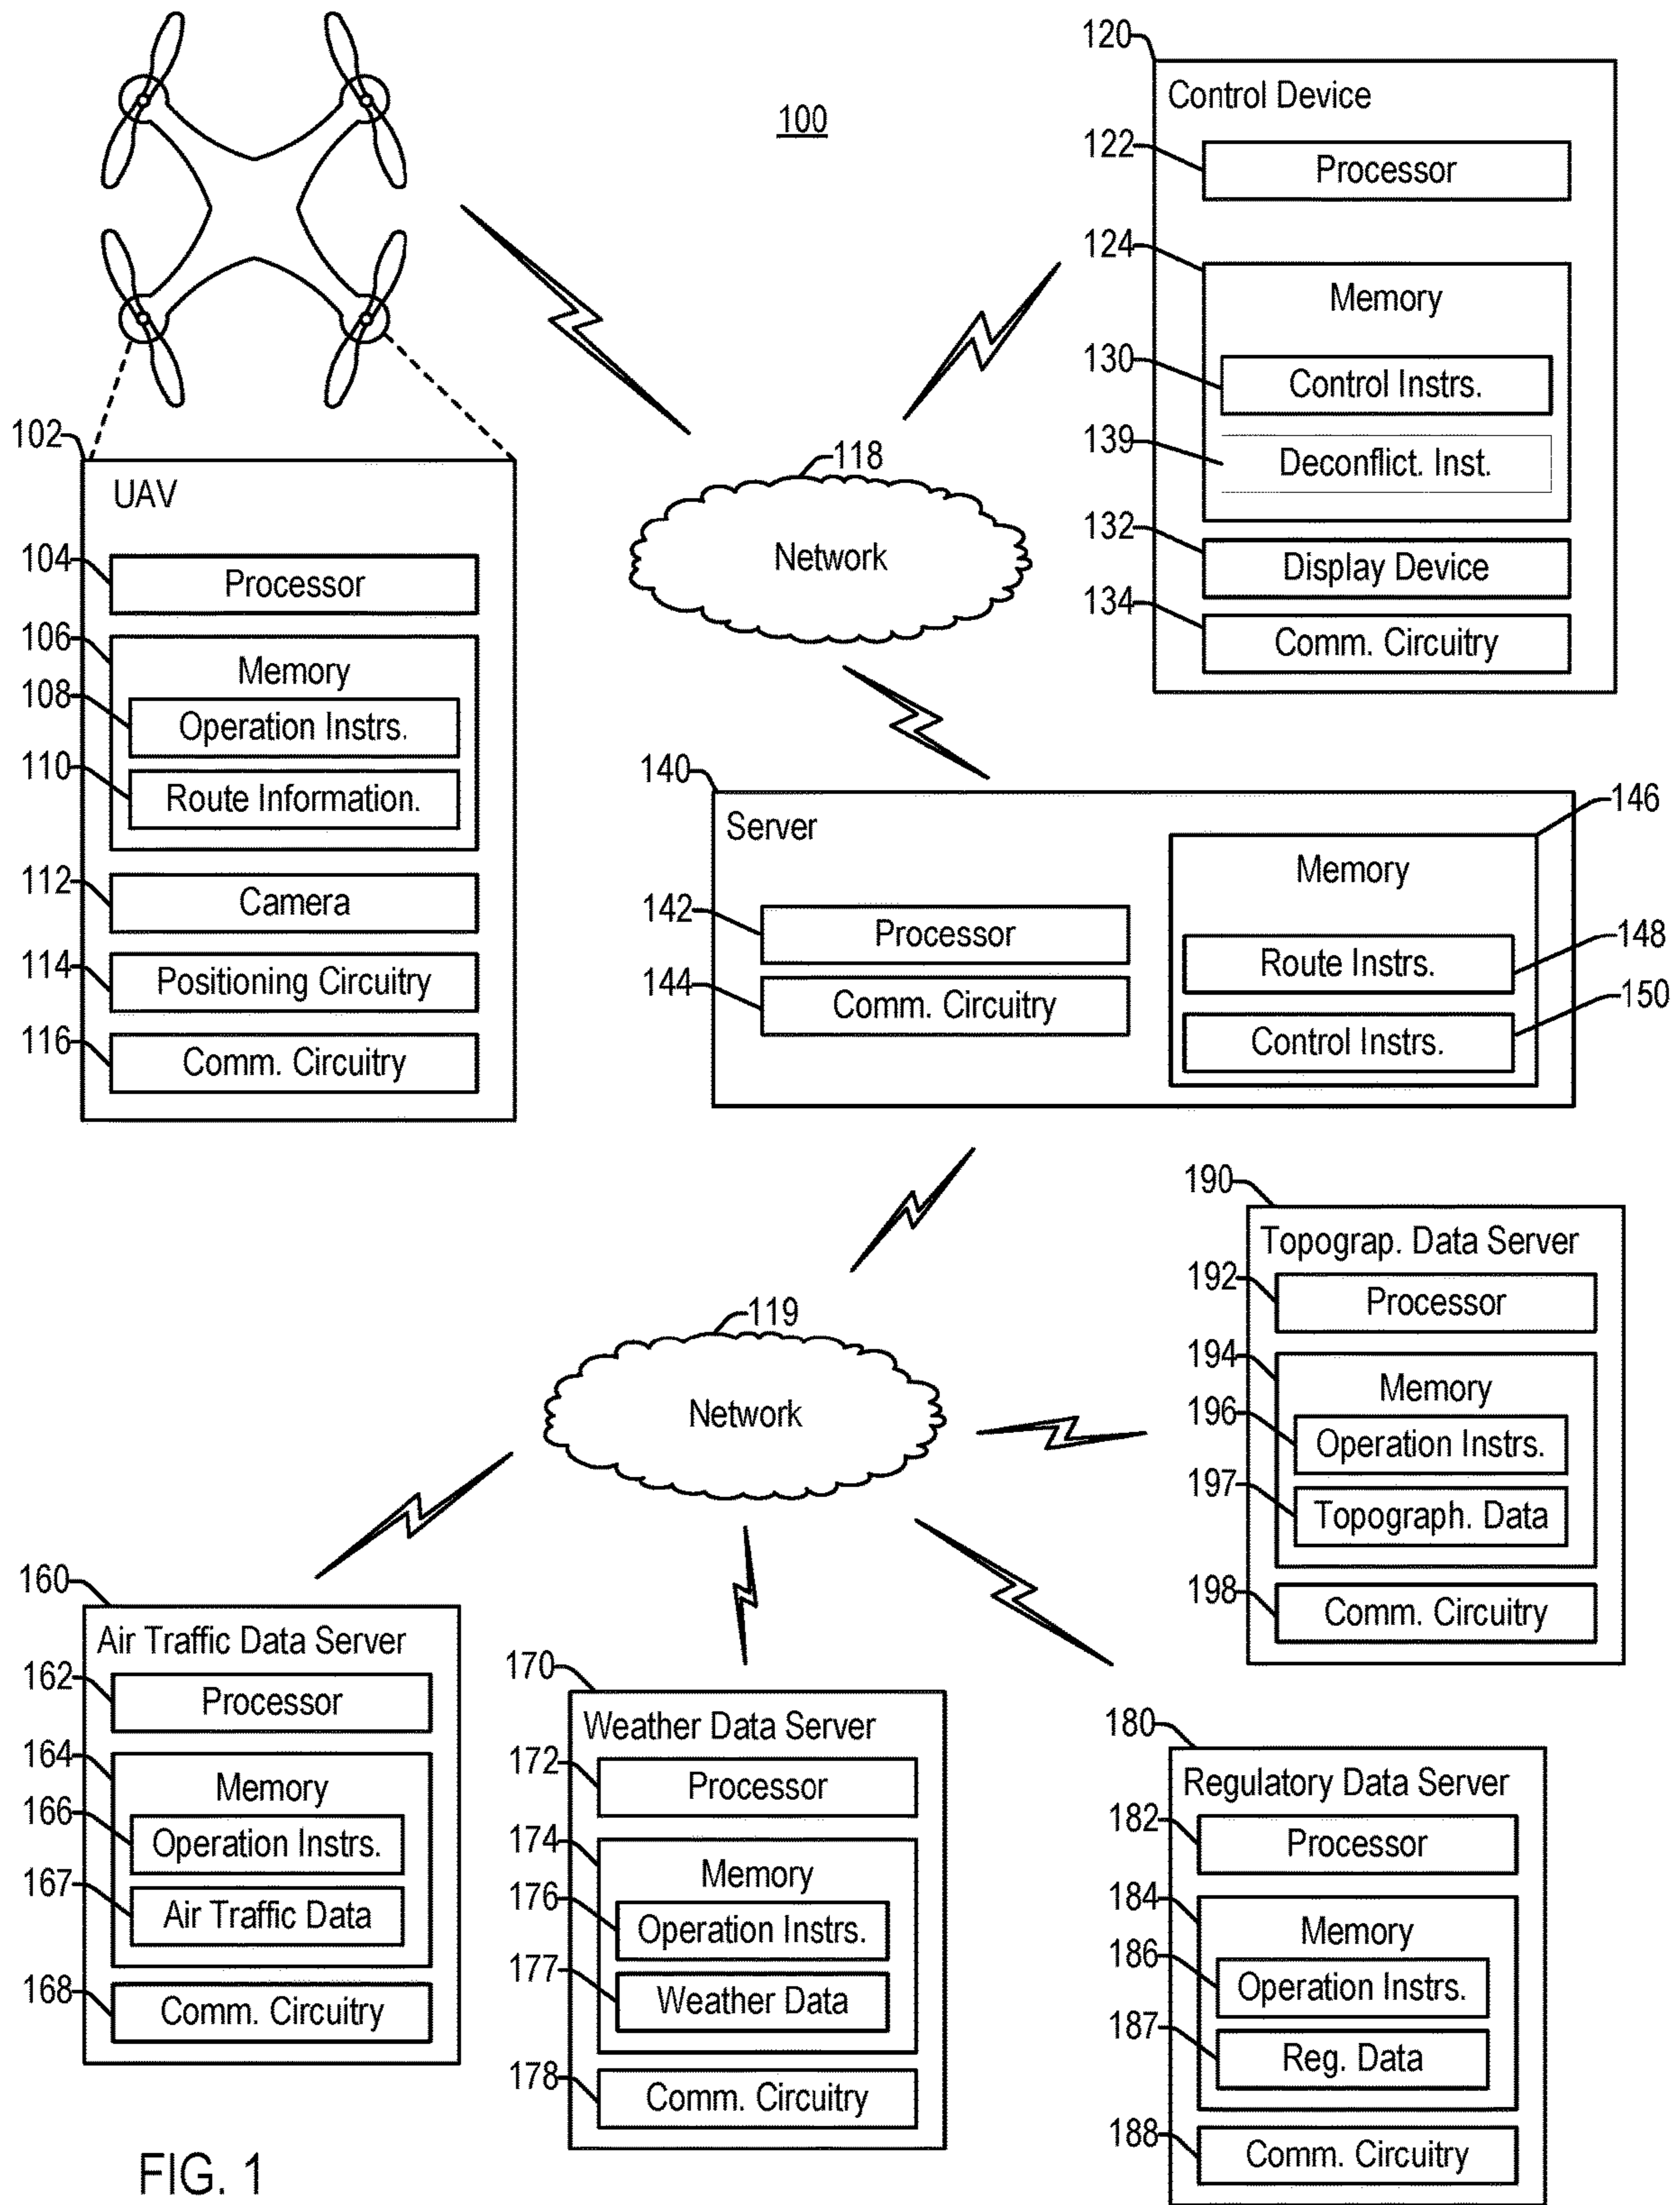 100
120
Control Device
122
Processor
124
Memory
130
Control Instrs.
139
Deconflict. Inst.
132
Display Device
134
Comm. Circuitry
102
UAV
104
Processor
106
Memory
108
Operation Instrs.
110
Route Information.
112
Camera
114
Positioning Circuitry
116
Comm. Circuitry
118
Network
140
Server
142
Processor
144
Comm. Circuitry
146
Memory
148
Route Instrs.
150
Control Instrs.
119
Network
190
Topograp. Data Server
192
Processor
194
Memory
196
Operation Instrs.
197
Topograph. Data
198
Comm. Circuitry
160
Air Traffic Data Server
162
Processor
164
Memory
166
Operation Instrs.
167
Air Traffic Data
168
Comm. Circuitry
170
Weather Data Server
172
Processor
174
Memory
176
Operation Instrs.
177
Weather Data
178
Comm. Circuitry
180
Regulatory Data Server
182
Processor
184
Memory
186
Operation Instrs.
187
Reg. Data
188
Comm. Circuitry
FIG. 1